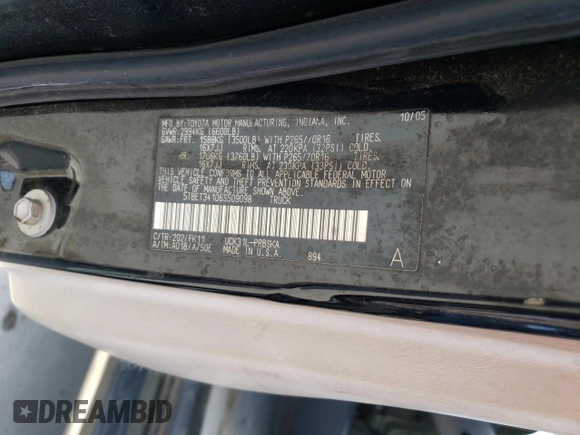 MFD.BY:TOYOTA MOTOR MANUFACTURING, INDIANA, INC. 10/05
GVWR:2994KG (6600LB)
GAWR:FRT. 1588KG (3500LB) WITH P265/70R16 TIRES,
16X7JJ RIMS, AT 220KPA (32PSI) COLD.
RR. 1706KG (3760LB) WITH P265/70R16 TIRES,
16X7JJ RIMS, AT 220KPA (32PSI) COLD.
THIS VEHICLE CONFORMS TO ALL APPLICABLE FEDERAL MOTOR
VEHICLE SAFETY AND THEFT PREVENTION STANDARDS IN EFFECT ON
THE DATE OF MANUFACTURE SHOWN ABOVE.
5TBET34106S509098 TRUCK
C/TR:202/FK11 UCK31L-PRBSKA
A/TM:A01B/A750E MADE IN U.S.A. 894 A
DREAMBID